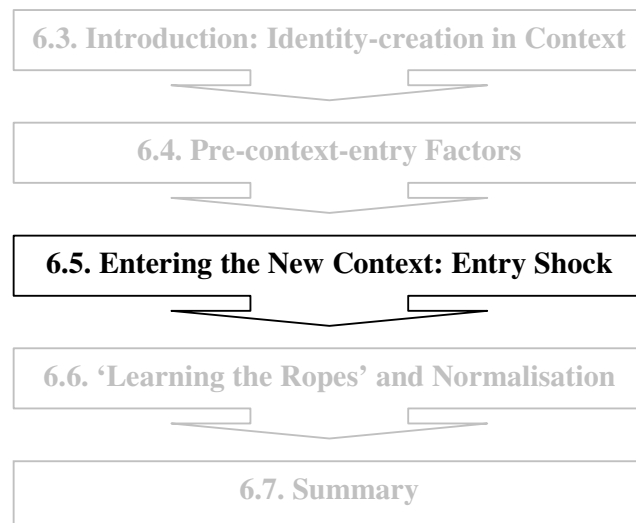 6.3. Introduction: Identity-creation in Context
6.4. Pre-context-entry Factors
6.5. Entering the New Context: Entry Shock
6.6. ‘Learning the Ropes’ and Normalisation
6.7. Summary